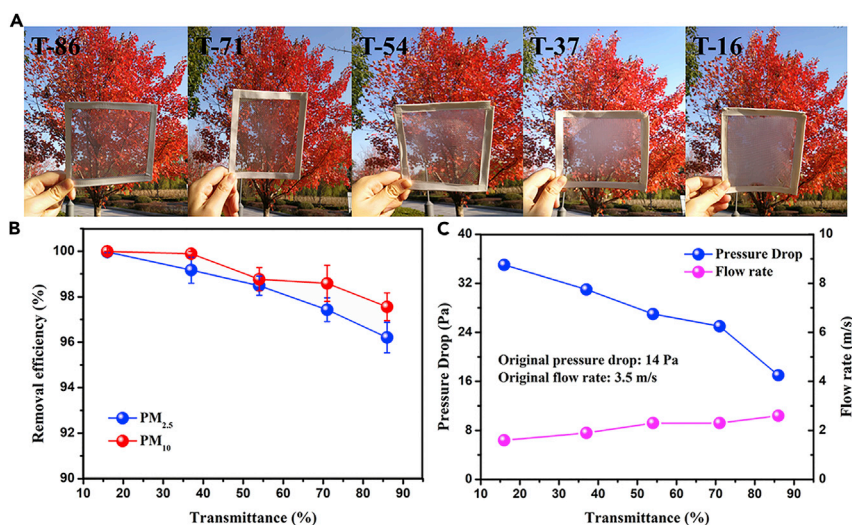 A
T-86 T-71 T-54 T-37 T-16
B
100
98
96
94
92
90
Removal efficiency (%)
PM2.5
PM10
10 20 30 40 50 60 70 80 90
Transmittance (%)
C
40
32
24
16
8
0
Pressure Drop (Pa)
Pressure Drop
Flow rate
Original pressure drop: 14 Pa
Original flow rate: 3.5 m/s
10
8
6
4
2
0
Flow rate (m/s)
10 20 30 40 50 60 70 80 90
Transmittance (%)